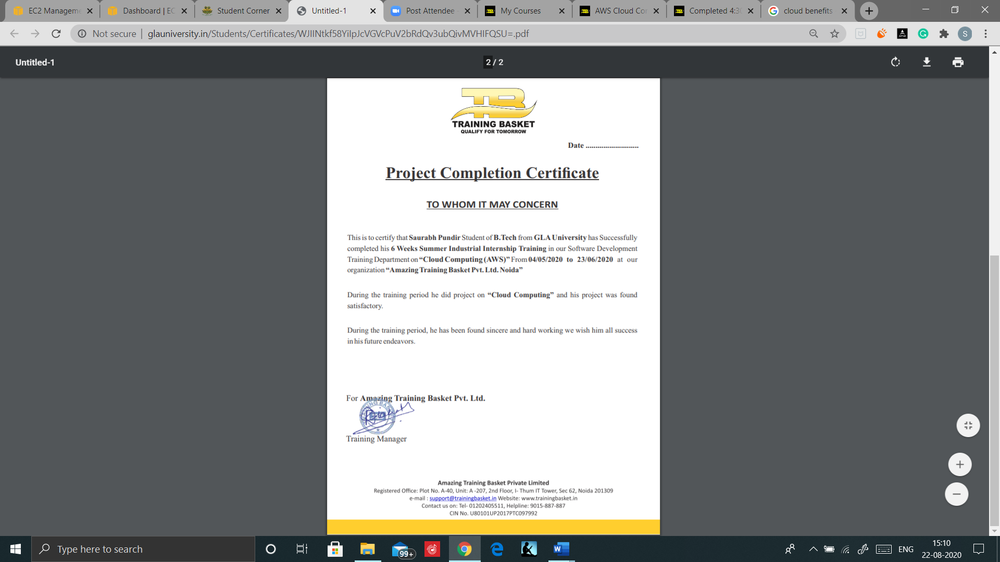 EC2 Manageme
Dashboard | EC
Student Corner
Untitled-1
Post Attendee
My Courses
AWS Cloud Cor
Completed 4:30
cloud benefits
Not secure
glauniversity.in/Students/Certificates/WJIINtkf58YiIpJcVGVcPuV2bRdQv3ubQivMVHIFQSU=.pdf
S
Untitled-1
2 / 2
TB
TRAINING BASKET
QUALIFY FOR TOMORROW
Date ...........................
Project Completion Certificate
TO WHOM IT MAY CONCERN
This is to certify that Saurabh Pundir Student of B.Tech from GLA University has Successfully
completed his 6 Weeks Summer Industrial Internship Training in our Software Development
Training Department on “Cloud Computing (AWS)” From 04/05/2020 to 23/06/2020 at our
organization “Amazing Training Basket Pvt. Ltd. Noida”
During the training period he did project on “Cloud Computing” and his project was found
satisfactory.
During the training period, he has been found sincere and hard working we wish him all success
in his future endeavors.
For Amazing Training Basket Pvt. Ltd.
Training Manager
Amazing Training Basket Private Limited
Registered Office: Plot No. A-40, Unit: A -207, 2nd Floor, I- Thum IT Tower, Sec 62, Noida 201309
e-mail : support@trainingbasket.in Website: www.trainingbasket.in
Contact us on: Tel- 01202405511, Helpline: 9015-887-887
CIN No. U80101UP2017PTC097992
Type here to search
99+
ENG
15:10
22-08-2020